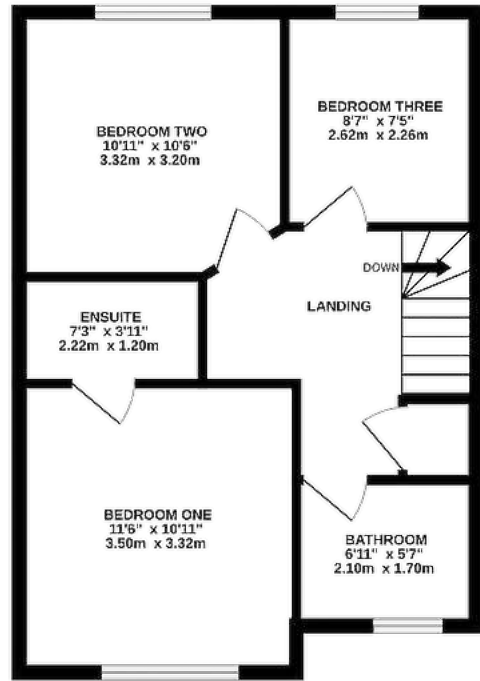 BEDROOM TWO
10'11" x 10'6"
3.32m x 3.20m
BEDROOM THREE
8'7" x 7'5"
2.62m x 2.26m
DOWN
LANDING
ENSUITE
7'3" x 3'11"
2.22m x 1.20m
BEDROOM ONE
11'6" x 10'11"
3.50m x 3.32m
BATHROOM
6'11" x 5'7"
2.10m x 1.70m